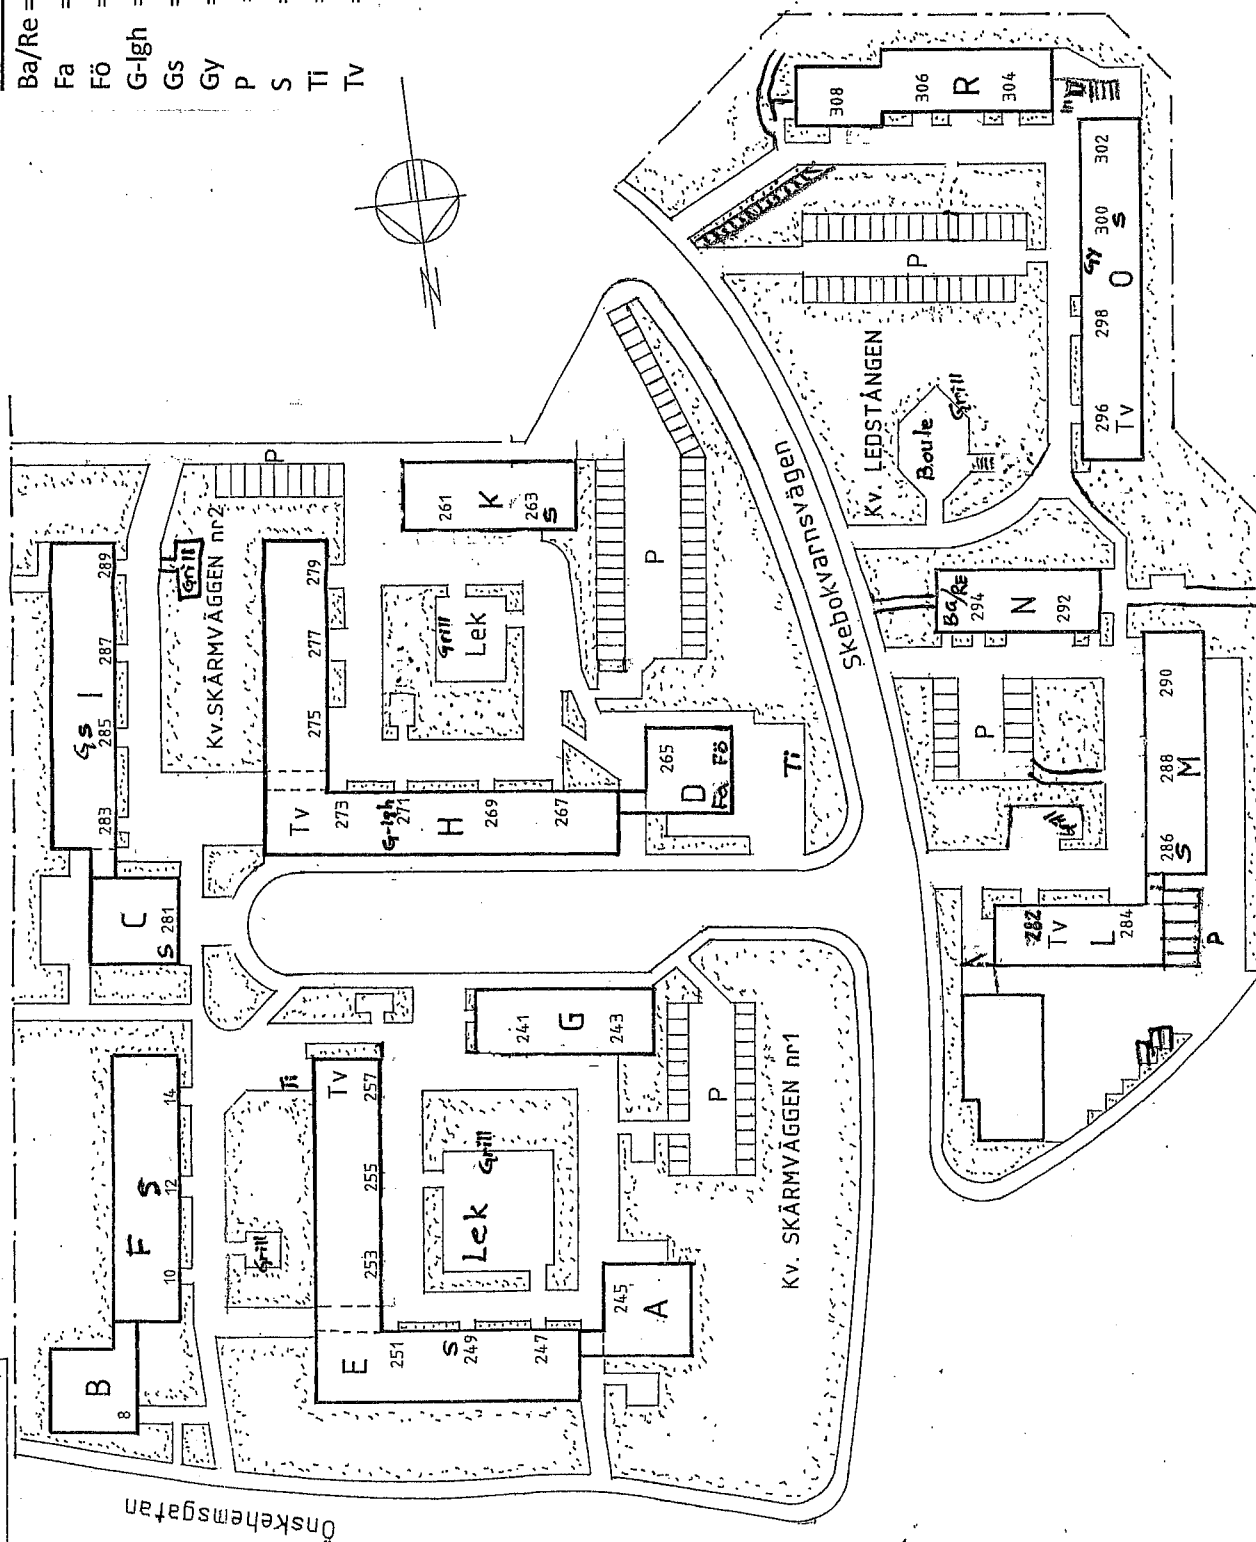 Ba/Re =
Fa =
Fö =
G-lgh =
Gs =
Gy =
P =
S =
Ti =
Tv =
N
308
306
R
304
302
300
S
Gy
O
298
296
Tv
P
Kv. LEDSTÅNGEN
Boule
Grill
Skebokvarnsvägen
Ba/RE
294
N
292
290
288
M
286
S
P
282
Tv
L
284
P
289
287
I
Gs
285
283
Grill
Kv. SKÄRMVÄGGEN nr2
P
261
K
263
S
279
277
275
Grill
Lek
P
Tv
273
G-lgh
271
H
269
267
265
D
Fa
Fö
Ti
C
S
281
241
G
243
P
Kv. SKÄRMVÄGGEN nr1
14
S
12
F
10
B
8
Ti
Tv
257
255
253
Grill
Lek
Grill
E
251
S
249
247
245
A
Önskehemsgatan